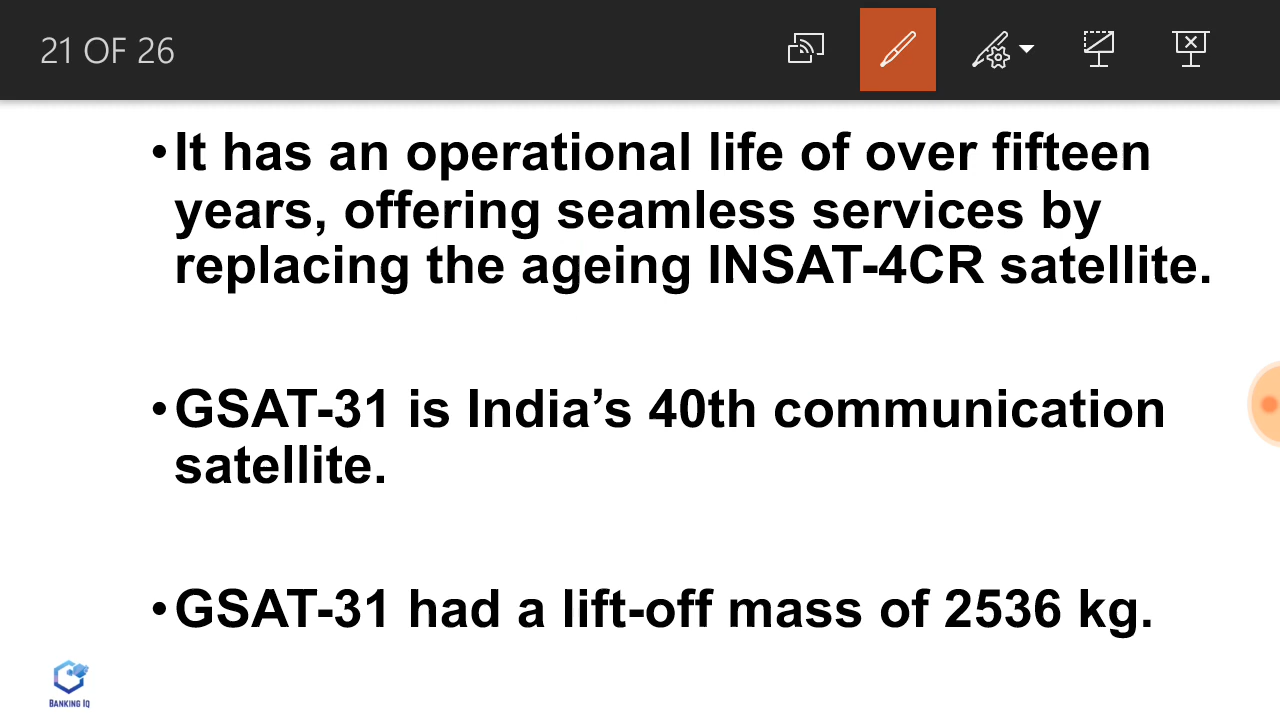 21 OF 26
•It has an operational life of over fifteen
years, offering seamless services by
replacing the ageing INSAT-4CR satellite.
•GSAT-31 is India’s 40th communication
satellite.
•GSAT-31 had a lift-off mass of 2536 kg.
BANKING IQ